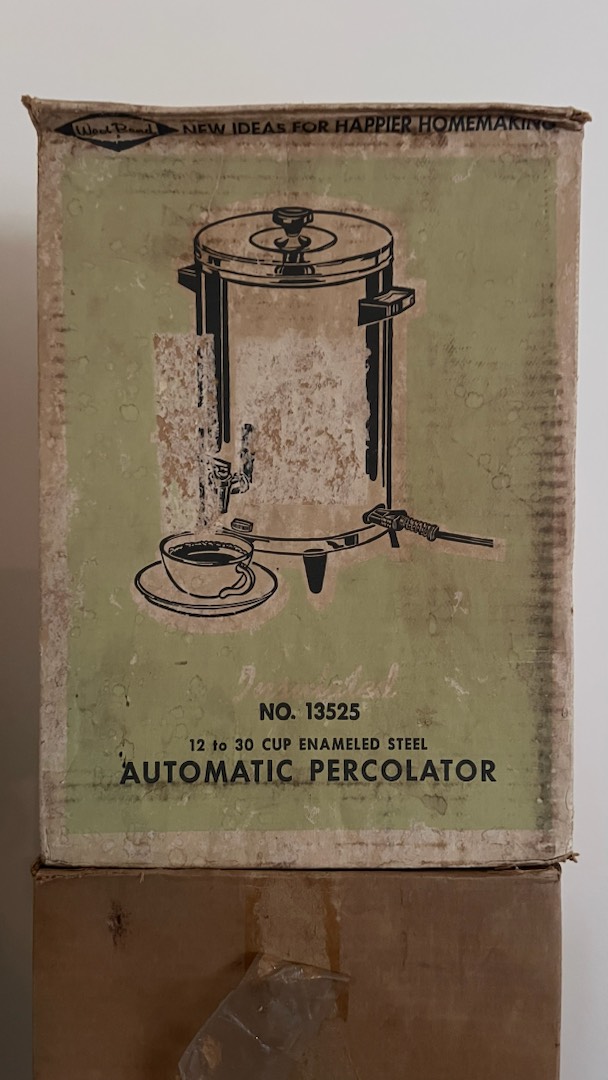 West Bend NEW IDEAS FOR HAPPIER HOMEMAKING
NO. 13525
12 to 30 CUP ENAMELED STEEL
AUTOMATIC PERCOLATOR